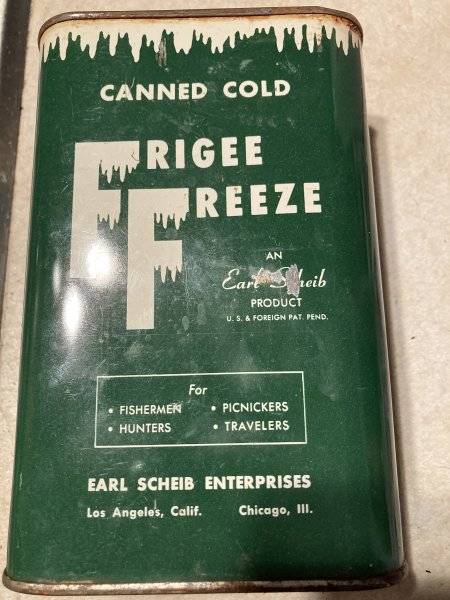 CANNED COLD
FRIGEE
FREEZE
AN
Earl Scheib
PRODUCT
U. S. & FOREIGN PAT. PEND.
For
• FISHERMEN • PICNICKERS
• HUNTERS • TRAVELERS
EARL SCHEIB ENTERPRISES
Los Angeles, Calif. Chicago, Ill.